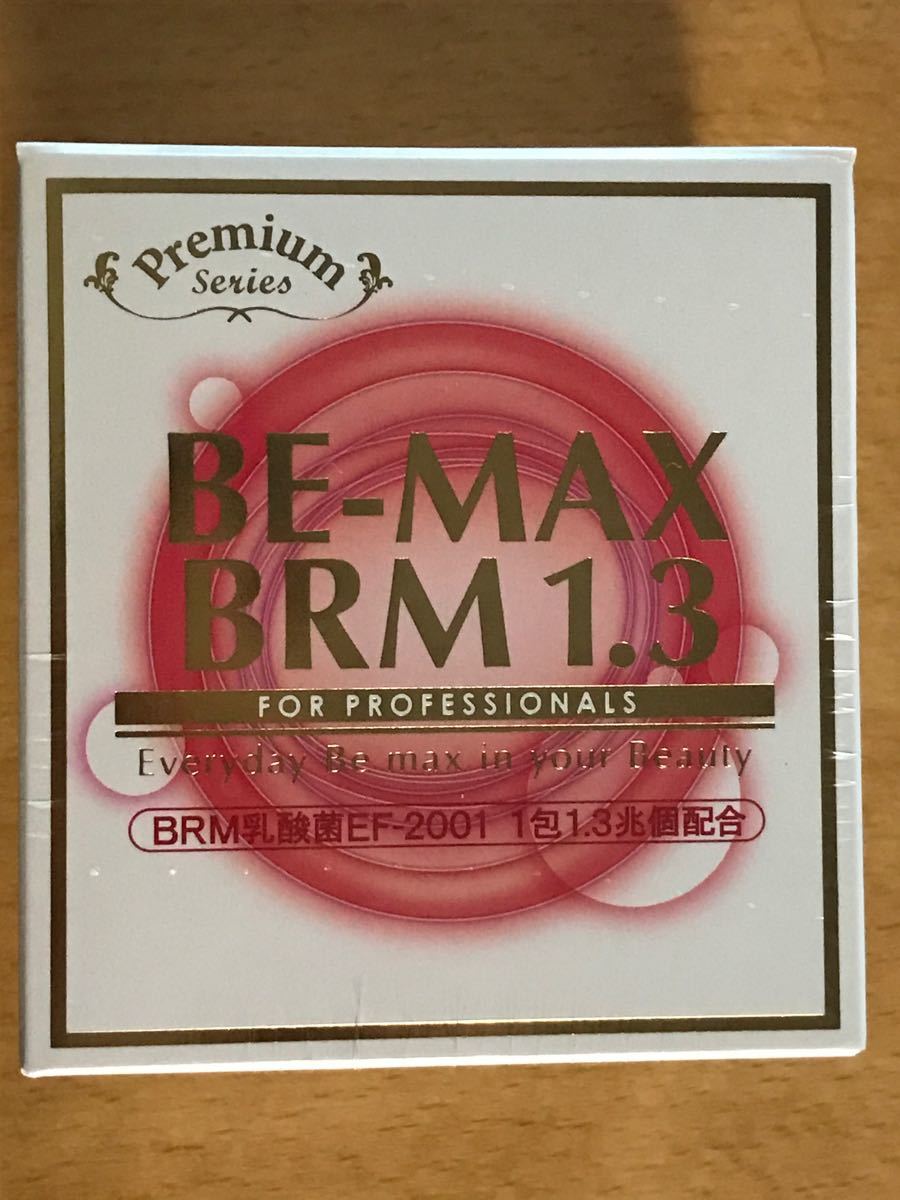 Premium
Series
BE-MAX
BRM 1.3
FOR PROFESSIONALS
Everyday Be max in your Beauty
BRM乳酸菌EF-2001 1包1.3兆個配合